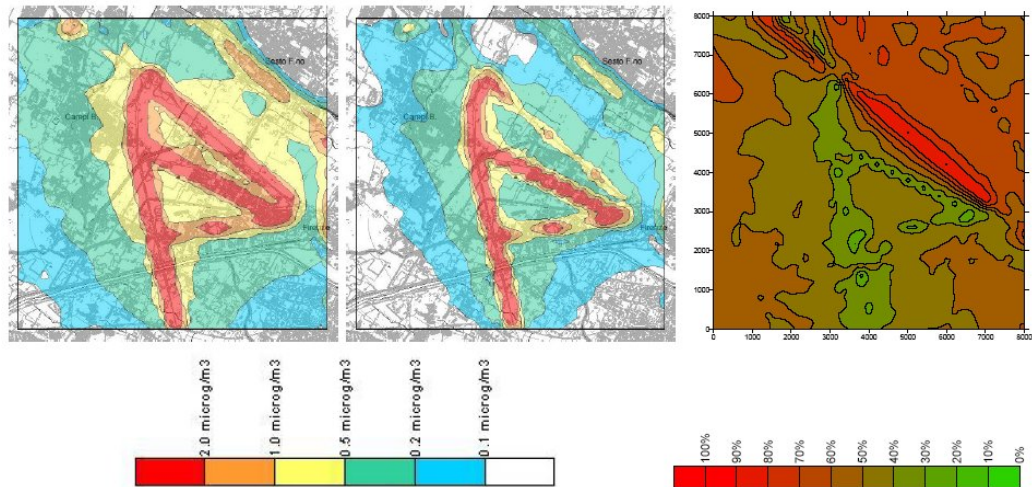 Sesto F.no
Campi B.
Sesto F.no
Campi B.
Firenze
Firenze
8000
7000
6000
5000
4000
3000
2000
1000
0
0 1000 2000 3000 4000 5000 6000 7000 8000
2.0 microg/m3
1.0 microg/m3
0.5 microg/m3
0.2 microg/m3
0.1 microg/m3
100%
90%
80%
70%
60%
50%
40%
30%
20%
10%
0%